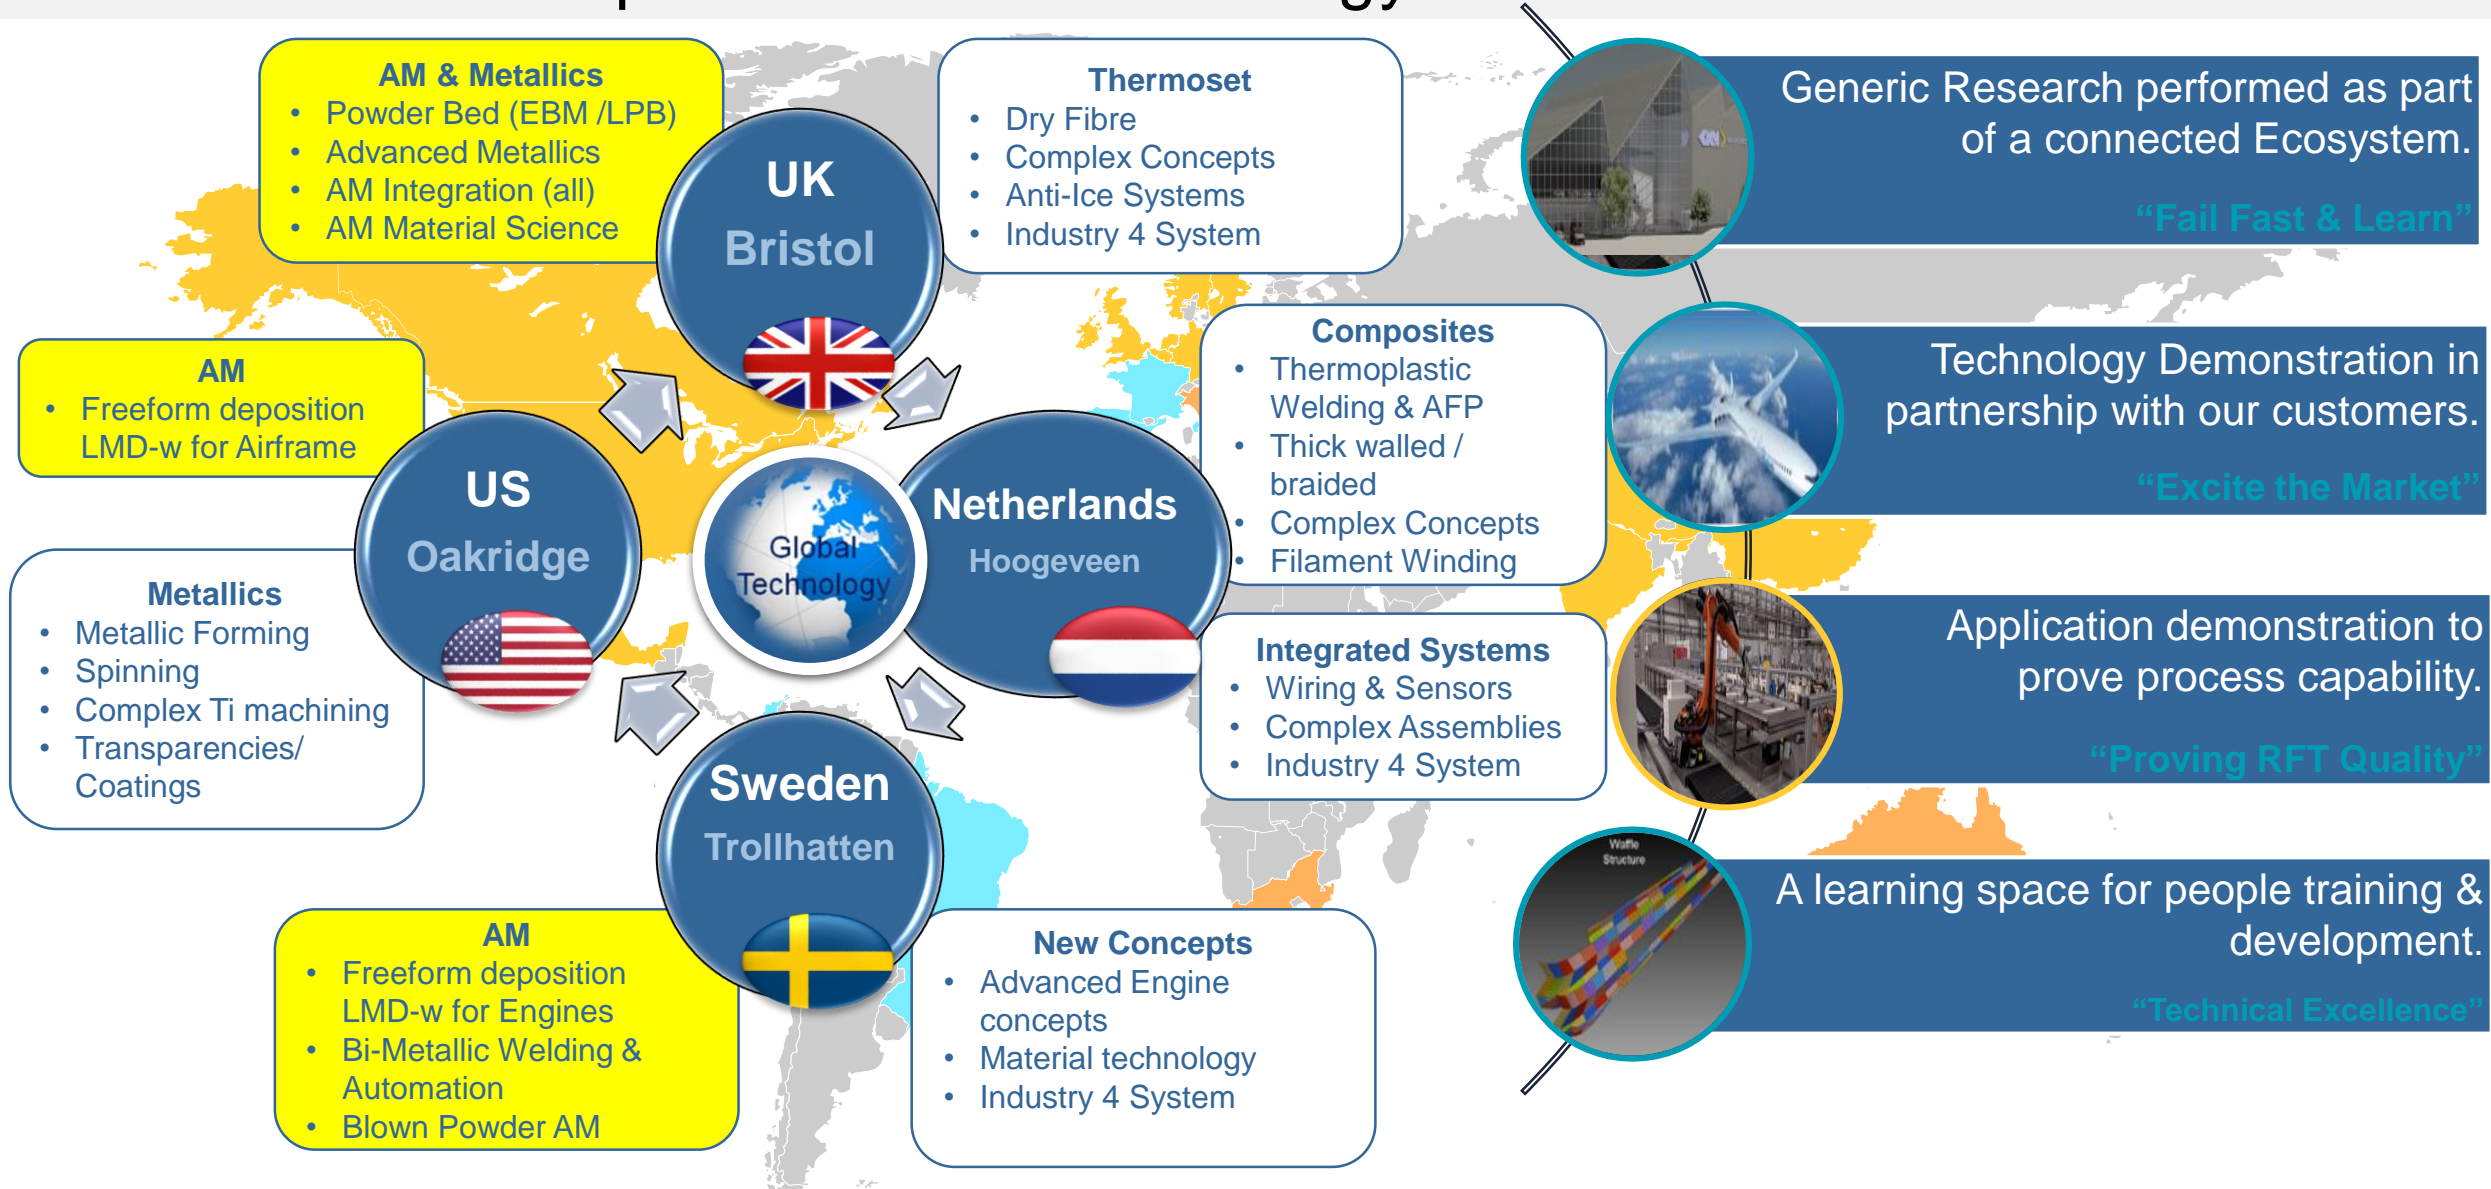 AM & Metallics
• Powder Bed (EBM /LPB)
• Advanced Metallics
• AM Integration (all)
• AM Material Science
UK
Bristol
Thermoset
• Dry Fibre
• Complex Concepts
• Anti-Ice Systems
• Industry 4 System
AM
• Freeform deposition
LMD-w for Airframe
US
Oakridge
Metallics
• Metallic Forming
• Spinning
• Complex Ti machining
• Transparencies/
Coatings
Global
Technology
Netherlands
Hoogeveen
Composites
• Thermoplastic
Welding & AFP
• Thick walled /
braided
• Complex Concepts
• Filament Winding
Integrated Systems
• Wiring & Sensors
• Complex Assemblies
• Industry 4 System
Sweden
Trollhatten
AM
• Freeform deposition
LMD-w for Engines
• Bi-Metallic Welding &
Automation
• Blown Powder AM
New Concepts
• Advanced Engine
concepts
• Material technology
• Industry 4 System
GKN
Generic Research performed as part
of a connected Ecosystem.
“Fail Fast & Learn”
Technology Demonstration in
partnership with our customers.
“Excite the Market”
Application demonstration to
prove process capability.
“Proving RFT Quality”
Waffle
Structure
A learning space for people training &
development.
“Technical Excellence”